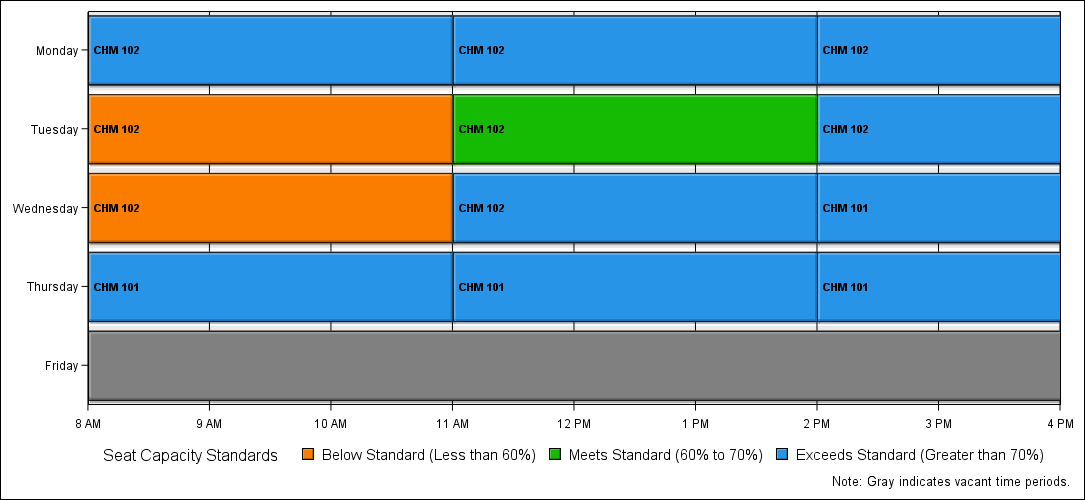 Monday CHM 102 CHM 102 CHM 102
Tuesday CHM 102 CHM 102 CHM 102
Wednesday CHM 102 CHM 102 CHM 101
Thursday CHM 101 CHM 101 CHM 101
Friday
8 AM 9 AM 10 AM 11 AM 12 PM 1 PM 2 PM 3 PM 4 PM
Seat Capacity Standards Below Standard (Less than 60%) Meets Standard (60% to 70%) Exceeds Standard (Greater than 70%)
Note: Gray indicates vacant time periods.